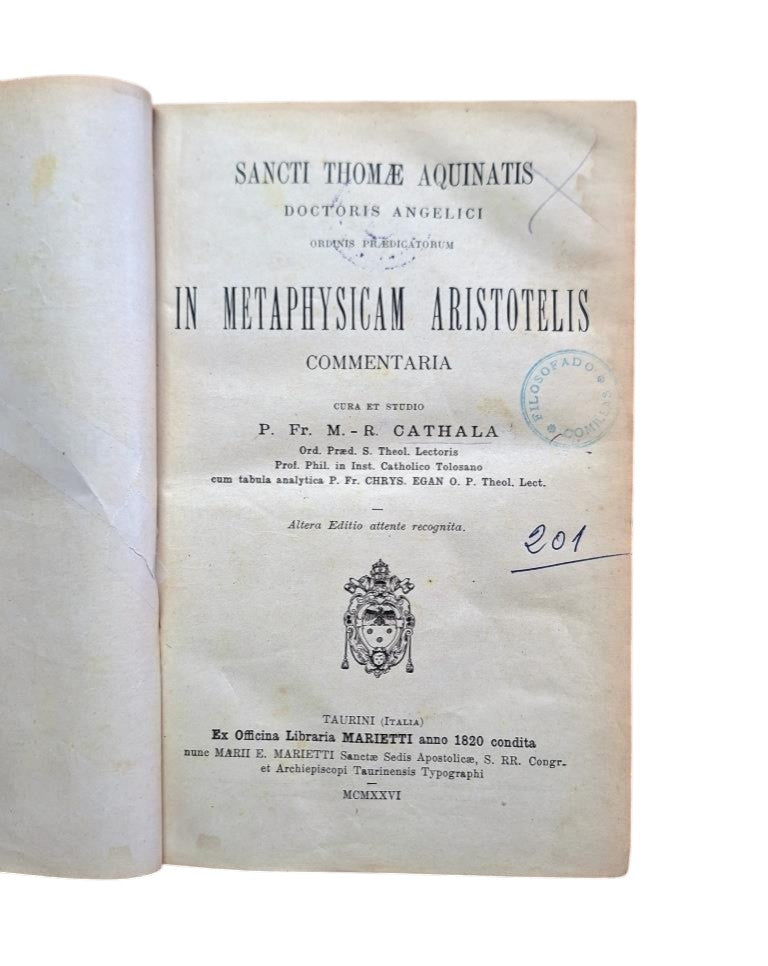 SANCTI THOMÆ AQUINATIS
DOCTORIS ANGELICI
ORDINIS PRÆDICATORUM
IN METAPHYSICAM ARISTOTELIS
COMMENTARIA
CURA ET STUDIO
P. Fr. M.-R. CATHALA
Ord. Præd. S. Theol. Lectoris
Prof. Phil. in Inst. Catholico Tolosano
cum tabula analytica P. Fr. CHRYS. EGAN O. P. Theol. Lect.
Altera Editio attente recognita.
FILOSOFADO
201
TAURINI (ITALIA)
Ex Officina Libraria MARIETTI anno 1820 condita
nunc MARII E. MARIETTI Sanctæ Sedis Apostolicæ, S. RR. Congr.
et Archiepiscopi Taurinensis Typographi
MCMXXVI